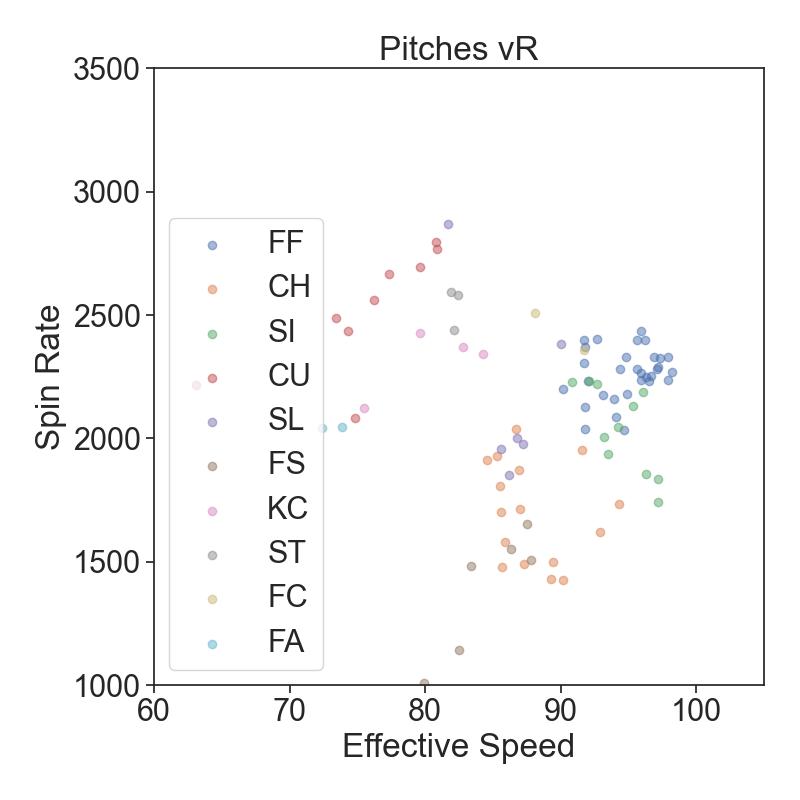 Pitches vR
3500
3000
2500
2000
1500
1000
Spin Rate
FF
CH
SI
CU
SL
FS
KC
ST
FC
FA
60 70 80 90 100
Effective Speed